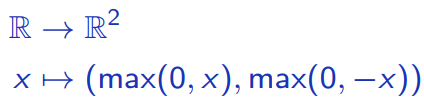 ℝ → ℝ²
x ↦ (max(0, x), max(0, −x))